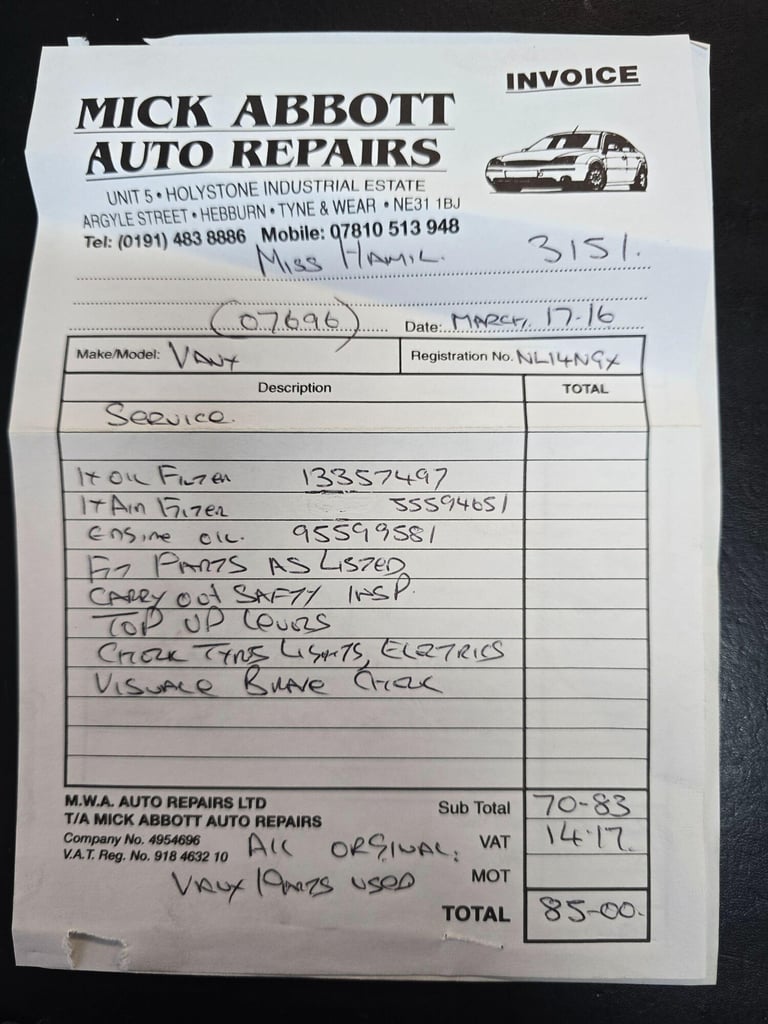 INVOICE
MICK ABBOTT
AUTO REPAIRS
UNIT 5 • HOLYSTONE INDUSTRIAL ESTATE
ARGYLE STREET • HEBBURN • TYNE & WEAR • NE31 1BJ
Tel: (0191) 483 8886 Mobile: 07810 513 948
MISS HAMIL. 3151.
(07696) Date: MARCH, 17-16
Make/Model: VAUX Registration No. NL14NGX
Description TOTAL
SERVICE.
1X OIL FILTER 13357497
1X AIR FILTER 55594651
ENGINE OIL. 95599581
FIT PARTS AS LISTED
CARRY OUT SAFTY INSP.
TOP UP LEVELS
CHECK TYRES LIGHTS, ELECTRICS
VISUALE BRAKE CHECK
M.W.A. AUTO REPAIRS LTD
T/A MICK ABBOTT AUTO REPAIRS
Company No. 4954696
V.A.T. Reg. No. 918 4632 10
Sub Total 70-83
ALL ORGINAL: VAT 14-17.
VAUX PARTS USED MOT
TOTAL 85-00.